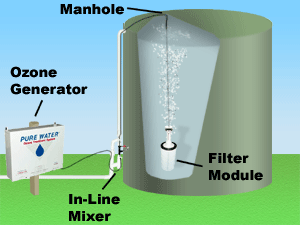 Manhole
Ozone
Generator
PURE WATER
Filter
Module
In-Line
Mixer